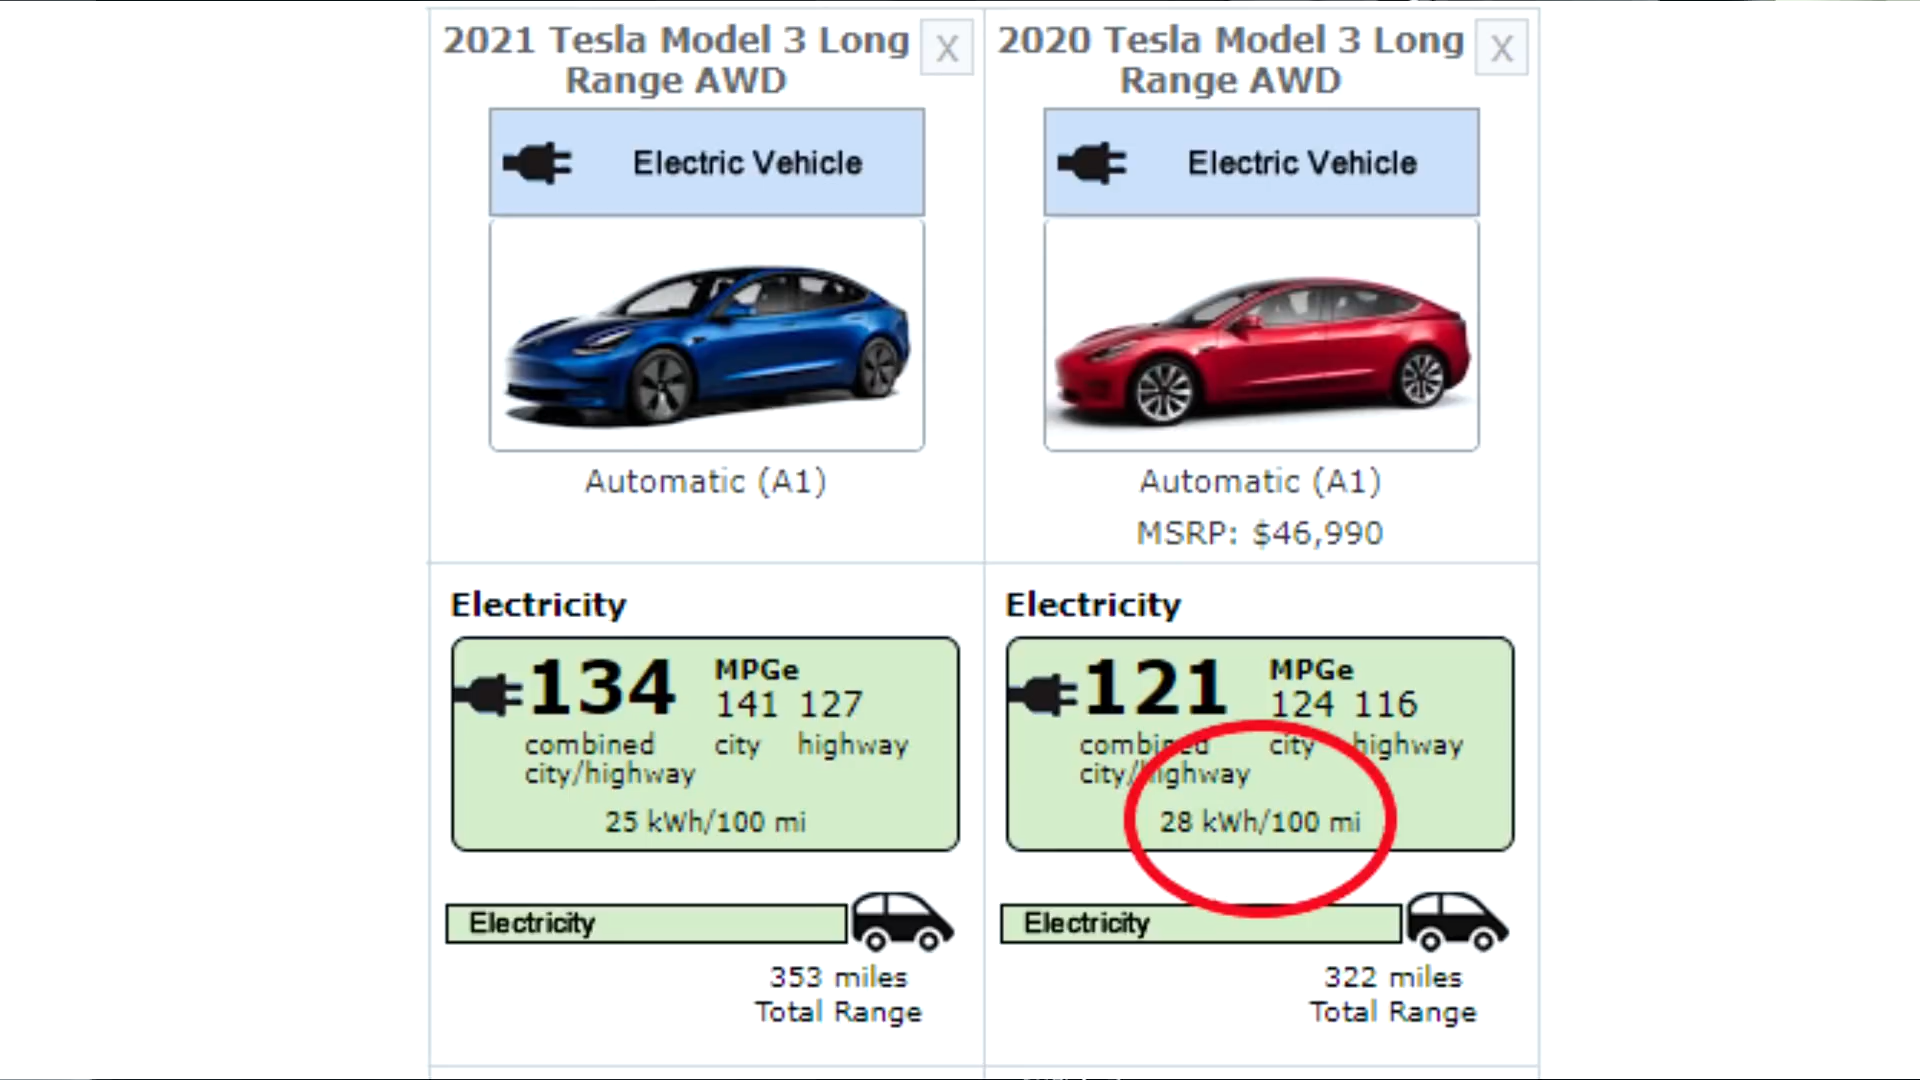 2021 Tesla Model 3 Long
Range AWD
X
Electric Vehicle
Automatic (A1)
Electricity
134
MPGe
141 127
combined
city/highway
city highway
25 kWh/100 mi
Electricity
353 miles
Total Range
2020 Tesla Model 3 Long
Range AWD
X
Electric Vehicle
Automatic (A1)
MSRP: $46,990
Electricity
121
MPGe
124 116
combined
city/highway
city highway
28 kWh/100 mi
Electricity
322 miles
Total Range